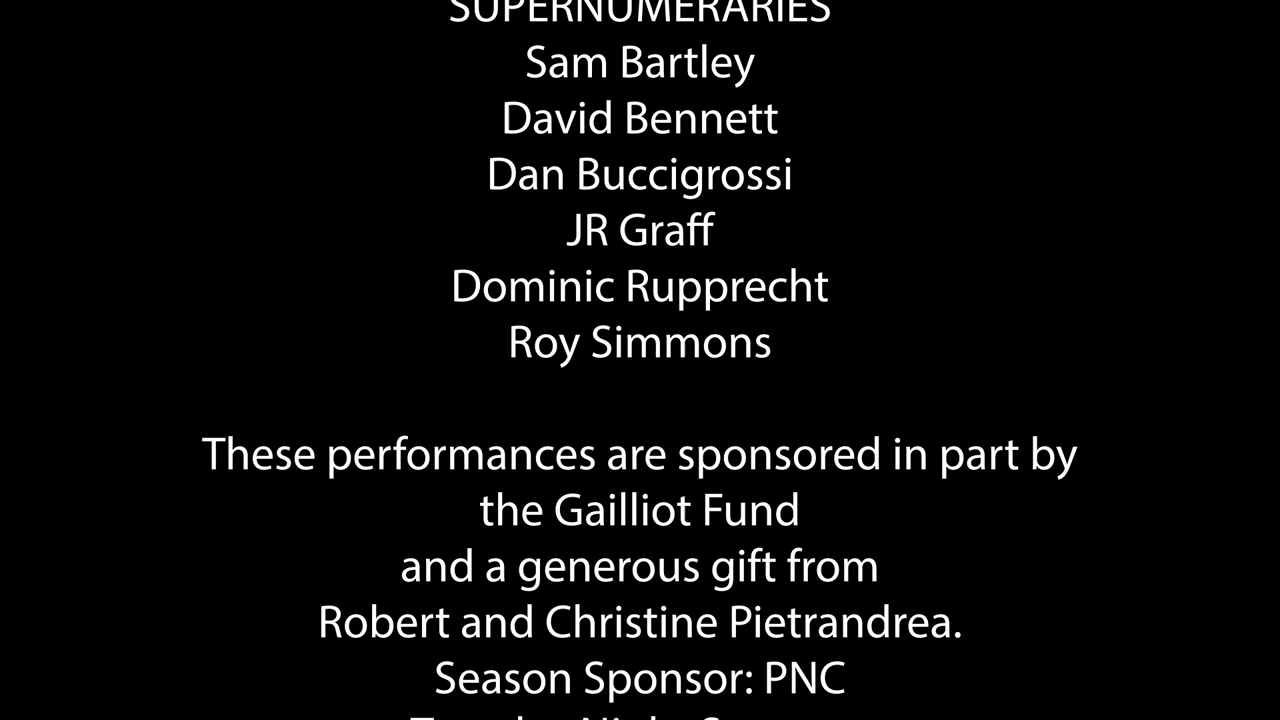 SUPERNUMERARIES
Sam Bartley
David Bennett
Dan Buccigrossi
JR Graff
Dominic Rupprecht
Roy Simmons
These performances are sponsored in part by
the Gailliot Fund
and a generous gift from
Robert and Christine Pietrandrea.
Season Sponsor: PNC